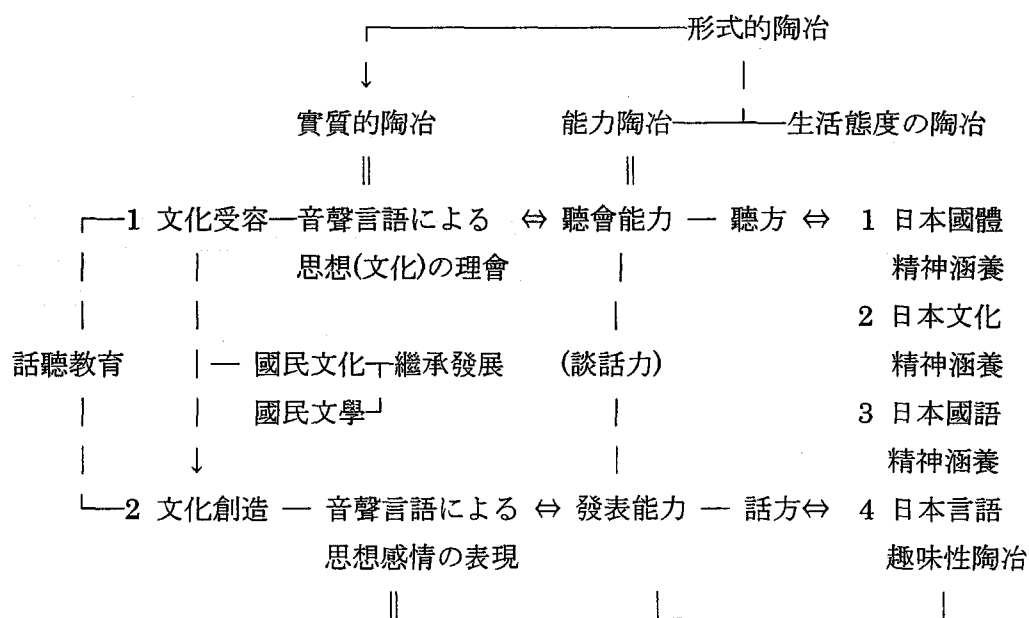 形式的陶冶
實質的陶冶 能力陶冶 生活態度の陶冶
1 文化受容 音聲言語による ⇔ 聽會能力 — 聽方 ⇔ 1 日本國體
思想(文化)の理會 精神涵養
2 日本文化
話聽教育 國民文化 繼承發展 (談話力) 精神涵養
國民文學 3 日本國語
精神涵養
2 文化創造 — 音聲言語による ⇔ 發表能力 — 話方⇔ 4 日本言語
思想感情の表現 趣味性陶冶